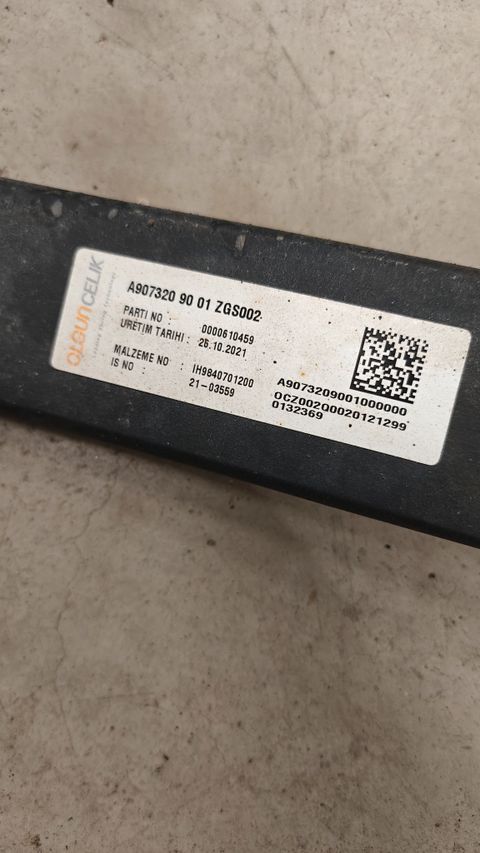 OLGUNCELIK
A907320 90 01 ZGS002
PARTI NO : 0000610459
URETIM TARIHI : 26.10.2021
MALZEME NO : IH9840701200
IS NO : 21-03559
A9073209001000000
OCZ002Q0020121299
0132369